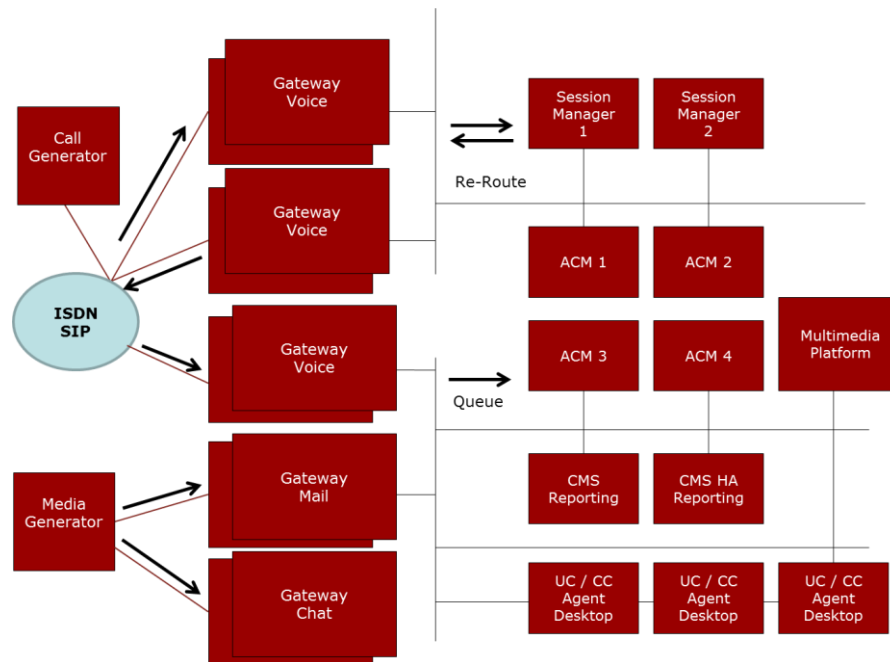 Gateway
Voice
Session
Manager
1
Session
Manager
2
Call
Generator
Re-Route
Gateway
Voice
ACM 1
ACM 2
ISDN
SIP
Gateway
Voice
ACM 3
ACM 4
Multimedia
Platform
Queue
Gateway
Mail
CMS
Reporting
CMS HA
Reporting
Media
Generator
Gateway
Chat
UC / CC
Agent
Desktop
UC / CC
Agent
Desktop
UC / CC
Agent
Desktop